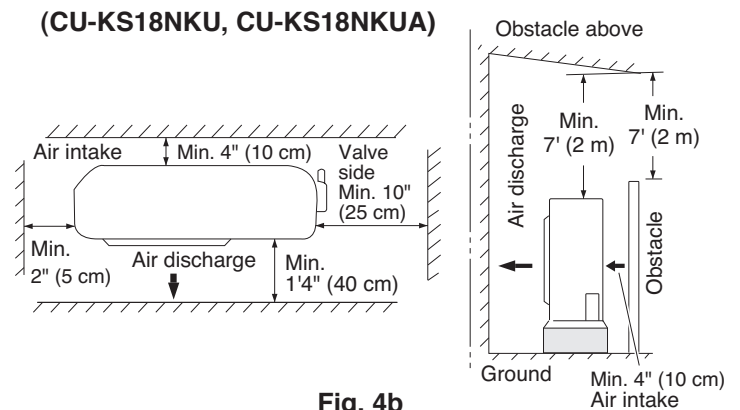 (CU-KS18NKU, CU-KS18NKUA)
Air intake
Min. 4" (10 cm)
Valve
side
Min. 10"
(25 cm)
Min.
2" (5 cm)
Air discharge
Min.
1'4" (40 cm)
Obstacle above
Air discharge
Min.
7' (2 m)
Min.
7' (2 m)
Obstacle
Ground
Min. 4" (10 cm)
Air intake
Fig. 4b